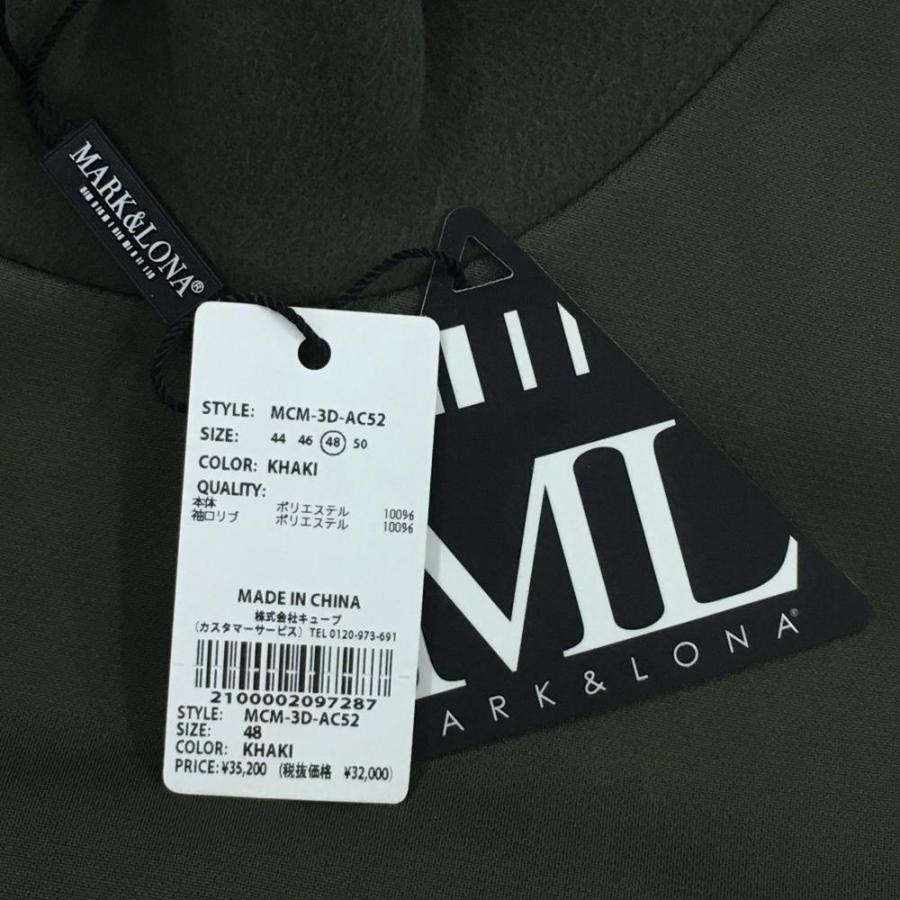 MARK&LONA®
STYLE: MCM-3D-AC52
SIZE: 44 46 48 50
COLOR: KHAKI
QUALITY:
本体 ポリエステル 100%
袖口リブ ポリエステル 100%
MADE IN CHINA
株式会社キューブ
(カスタマーサービス) TEL 0120-973-691
2100002097287
STYLE: MCM-3D-AC52
SIZE: 48
COLOR: KHAKI
PRICE: ¥35,200 (税抜価格 ¥32,000)
ML
ARK & LONA®